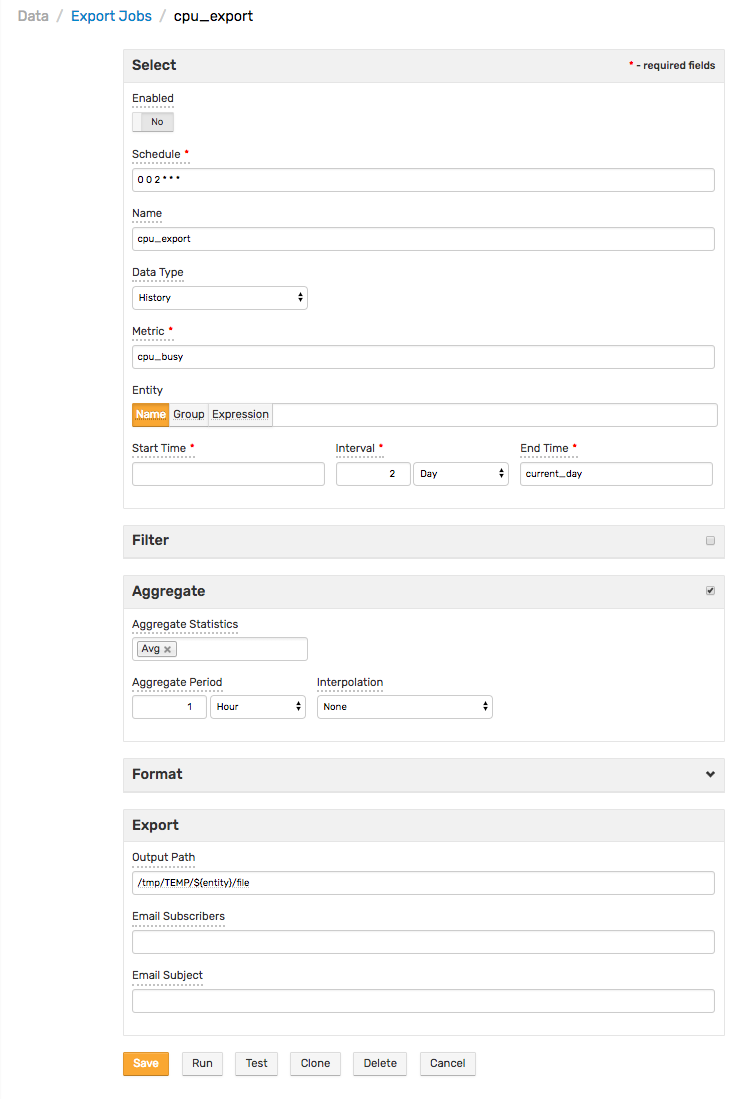 Data / Export Jobs / cpu_export
Select * - required fields
Enabled
No
Schedule *
0 0 2 * * *
Name
cpu_export
Data Type
History
Metric *
cpu_busy
Entity
Name Group Expression
Start Time * Interval * End Time *
2 Day current_day
Filter
Aggregate
Aggregate Statistics
Avg ×
Aggregate Period Interpolation
1 Hour None
Format
Export
Output Path
/tmp/TEMP/${entity}/file
Email Subscribers
Email Subject
Save Run Test Clone Delete Cancel